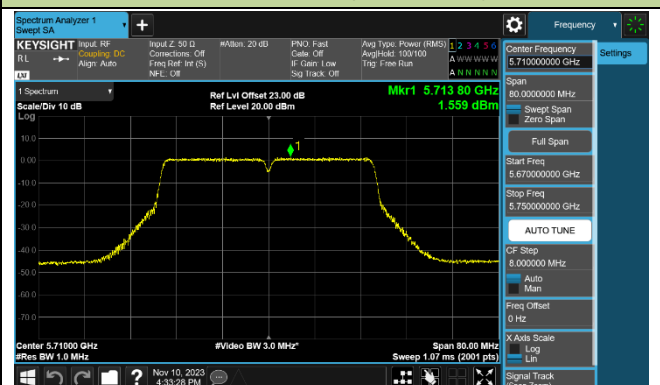 Spectrum Analyzer 1
Swept SA
Frequency
KEYSIGHT
RL
LXI
Input: RF
Coupling: DC
Align: Auto
Input Z: 50 Ω
Corrections: Off
Freq Ref: Int (S)
NFE: Off
#Atten: 20 dB
PNO: Fast
Gate: Off
IF Gain: Low
Sig Track: Off
Avg Type: Power (RMS)
Avg|Hold: 100/100
Trig: Free Run
1 2 3 4 5 6
A W W W W W
A N N N N N
1 Spectrum
Scale/Div 10 dB
Log
Ref Lvl Offset 23.00 dB
Ref Level 20.00 dBm
Mkr1 5.713 80 GHz
1.559 dBm
1
10.0
0.00
-10.0
-20.0
-30.0
-40.0
-50.0
-60.0
-70.0
Center 5.71000 GHz
#Res BW 1.0 MHz
#Video BW 3.0 MHz*
Span 80.00 MHz
Sweep 1.07 ms (2001 pts)
Center Frequency
5.710000000 GHz
Settings
Span
80.0000000 MHz
Swept Span
Zero Span
Full Span
Start Freq
5.670000000 GHz
Stop Freq
5.750000000 GHz
AUTO TUNE
CF Step
8.000000 MHz
Auto
Man
Freq Offset
0 Hz
X Axis Scale
Log
Lin
Signal Track
(Span Zoom)
?
Nov 10, 2023
4:33:28 PM